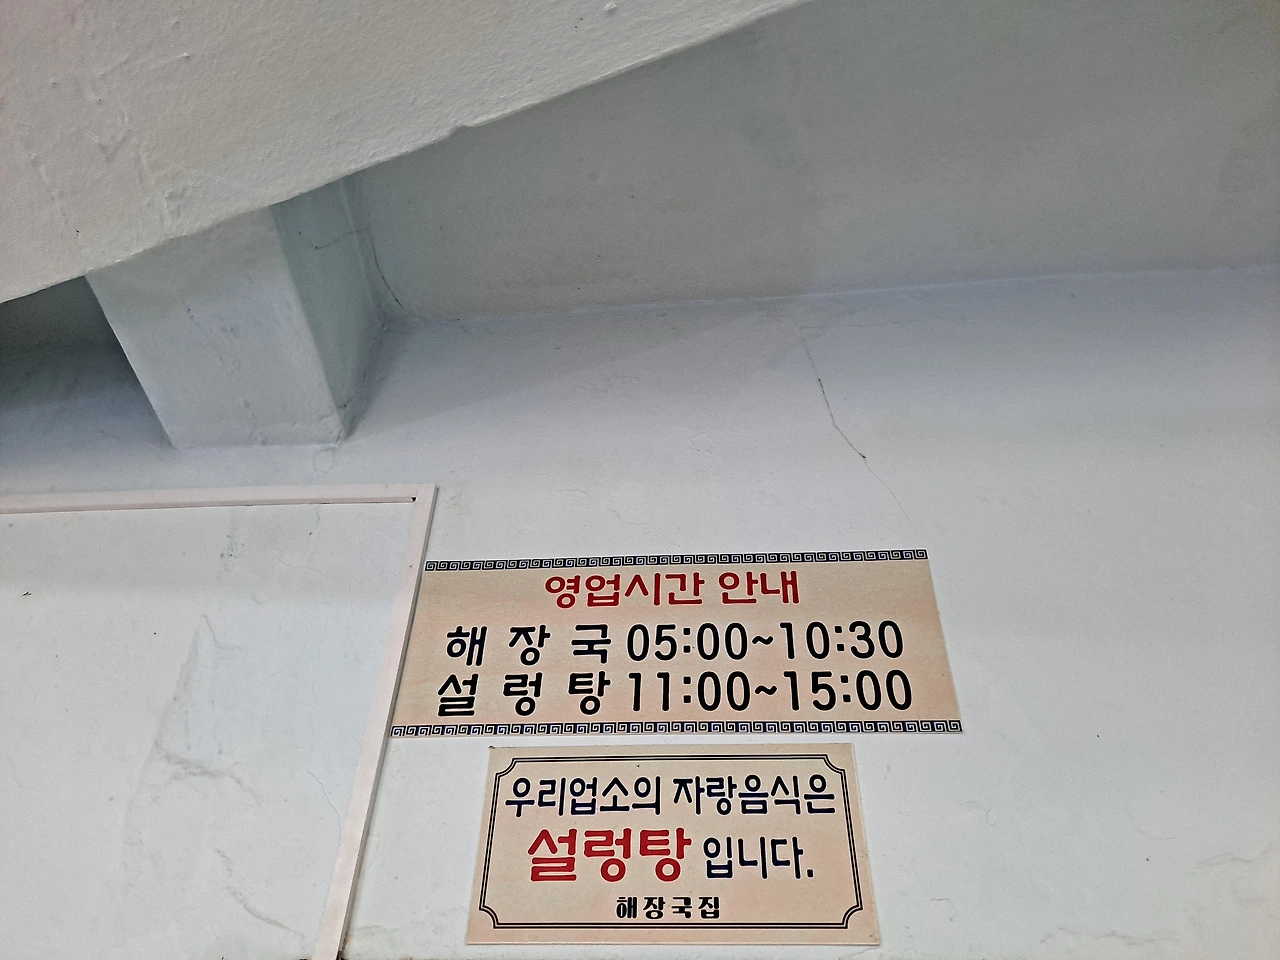 영업시간 안내
해 장 국 05:00~10:30
설 렁 탕 11:00~15:00
우리업소의 자랑음식은
설렁탕 입니다.
해장국집